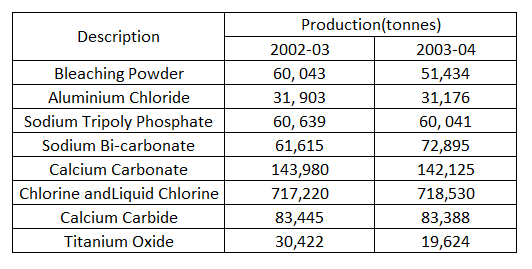 Description Production(tonnes)
2002-03 2003-04
Bleaching Powder 60, 043 51,434
Aluminium Chloride 31, 903 31,176
Sodium Tripoly Phosphate 60, 639 60, 041
Sodium Bi-carbonate 61,615 72,895
Calcium Carbonate 143,980 142,125
Chlorine andLiquid Chlorine 717,220 718,530
Calcium Carbide 83,445 83,388
Titanium Oxide 30,422 19,624